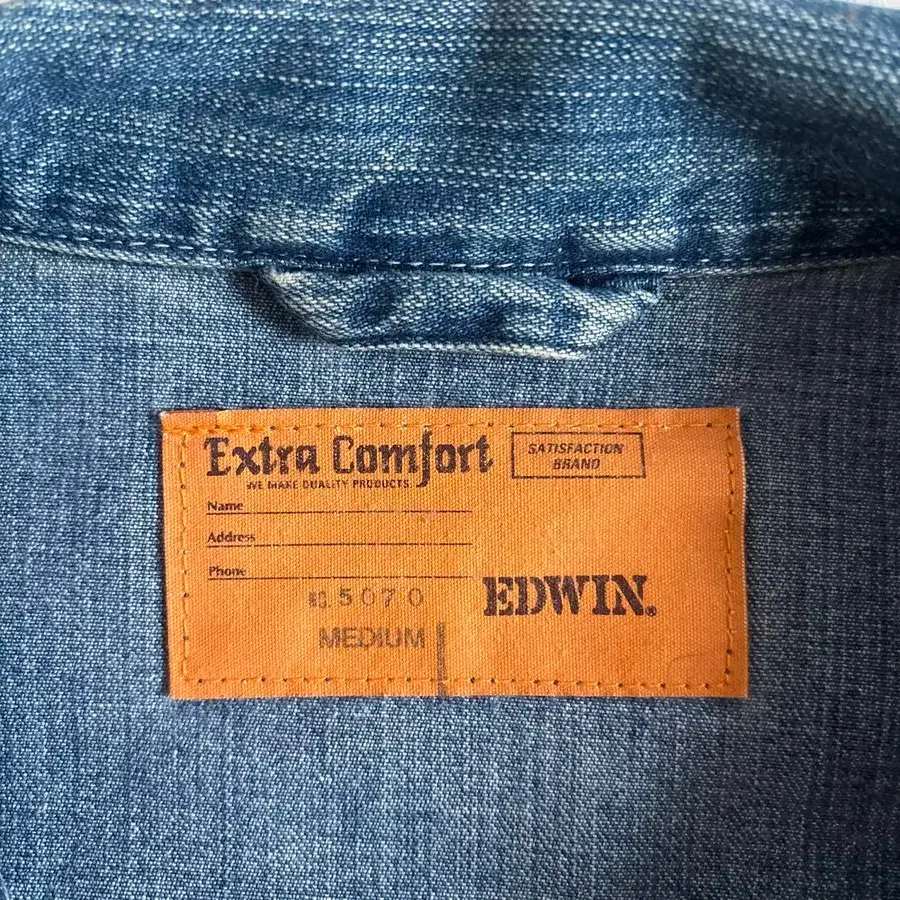 Extra Comfort
WE MAKE QUALITY PRODUCTS
SATISFACTION
BRAND
Name
Address
Phone
5070
EDWIN®
MEDIUM